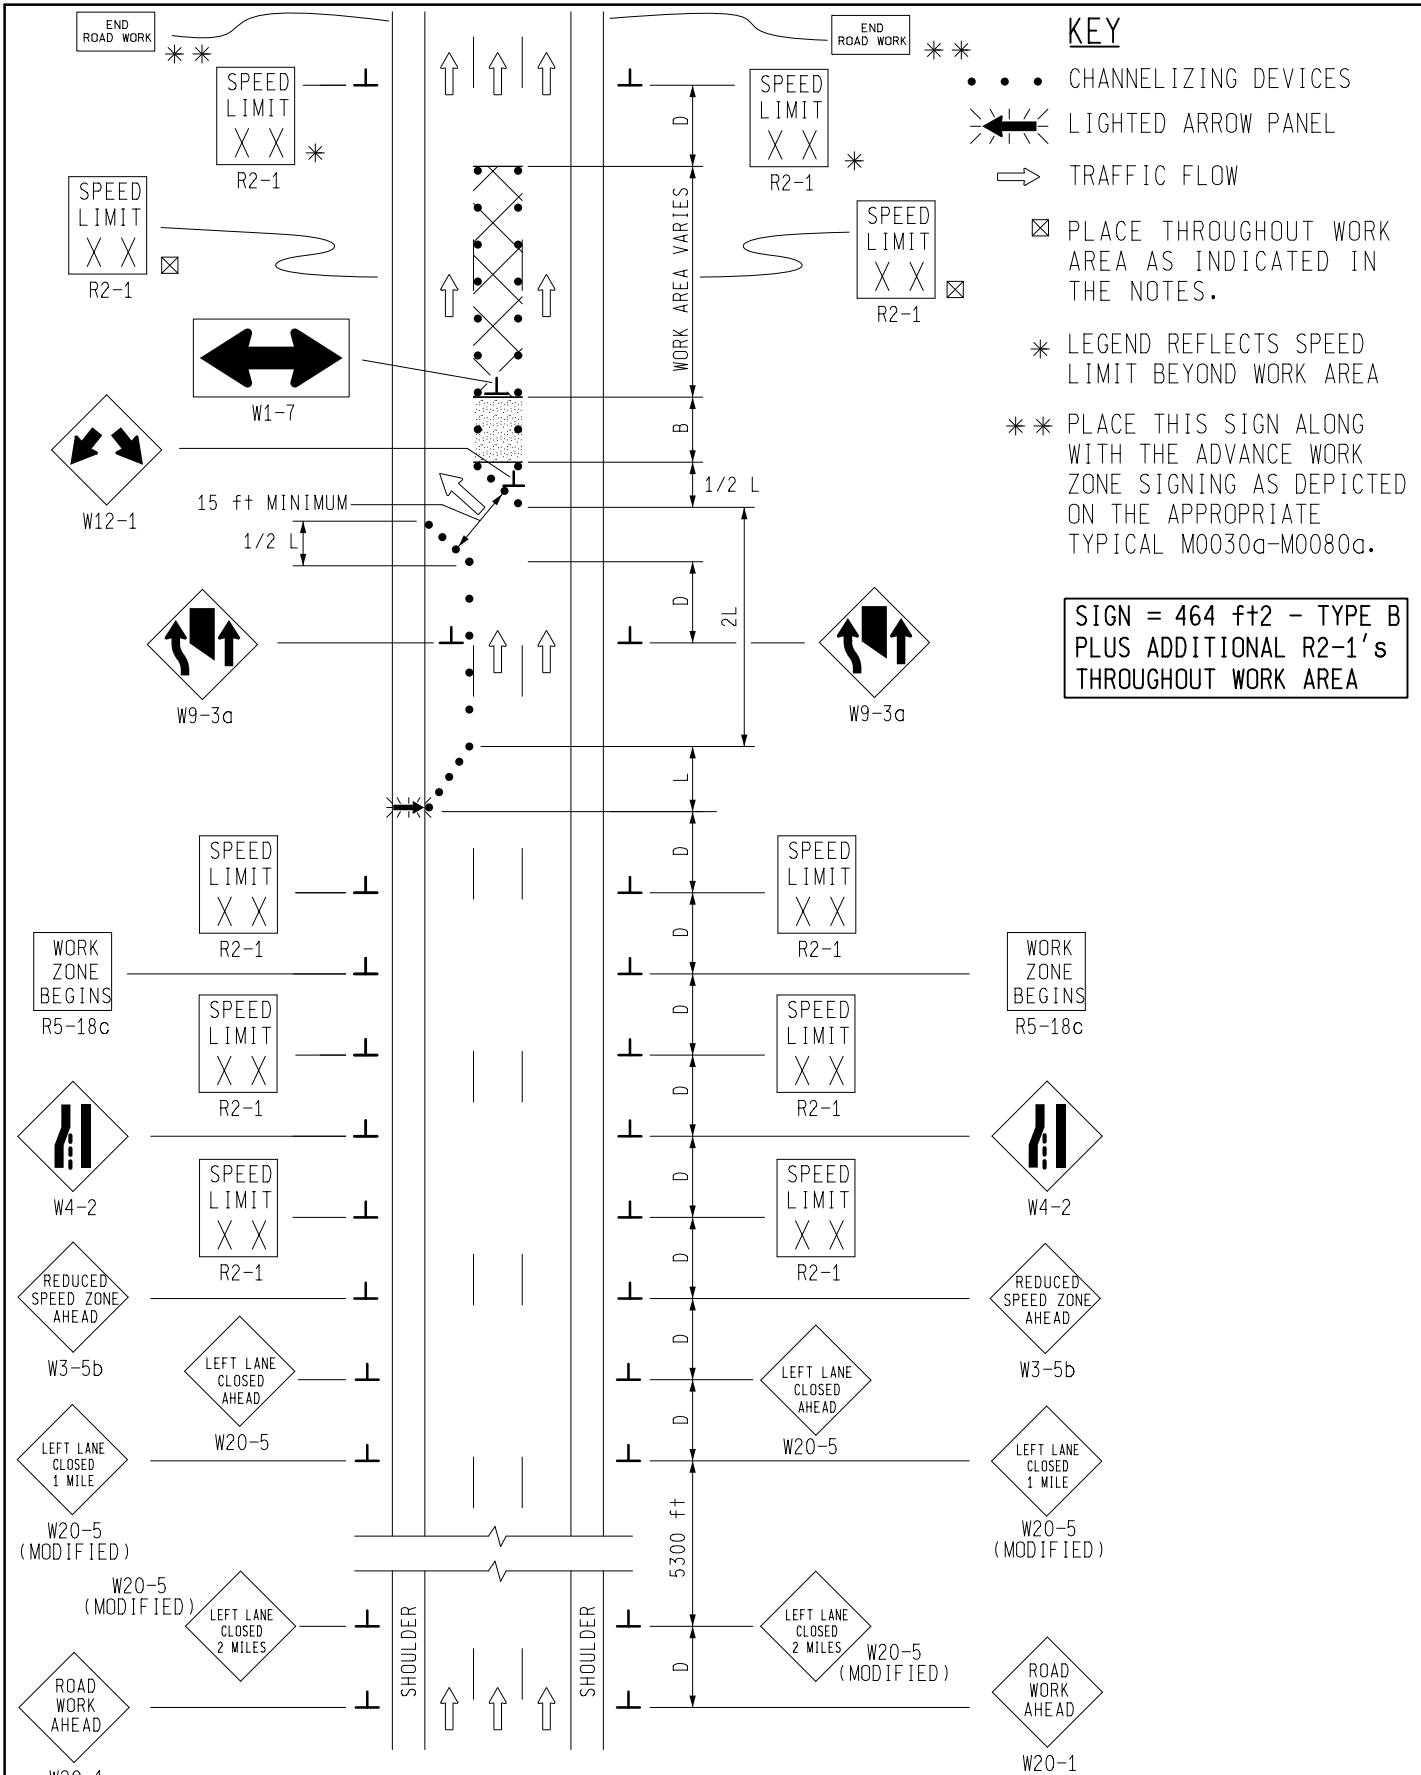 END
ROAD WORK
* *
END
ROAD WORK
* *
KEY
CHANNELIZING DEVICES
LIGHTED ARROW PANEL
TRAFFIC FLOW
PLACE THROUGHOUT WORK
AREA AS INDICATED IN
THE NOTES.
* LEGEND REFLECTS SPEED
LIMIT BEYOND WORK AREA
* * PLACE THIS SIGN ALONG
WITH THE ADVANCE WORK
ZONE SIGNING AS DEPICTED
ON THE APPROPRIATE
TYPICAL M0030a-M0080a.
SIGN = 464 ft2 - TYPE B
PLUS ADDITIONAL R2-1's
THROUGHOUT WORK AREA
SPEED
LIMIT
X X
*
R2-1
SPEED
LIMIT
X X
*
R2-1
D
SPEED
LIMIT
X X
R2-1
SPEED
LIMIT
X X
R2-1
WORK AREA VARIES
W1-7
B
W12-1
15 ft MINIMUM
1/2 L
1/2 L
D
2L
W9-3a
W9-3a
L
D
SPEED
LIMIT
X X
R2-1
SPEED
LIMIT
X X
R2-1
D
WORK
ZONE
BEGINS
R5-18c
WORK
ZONE
BEGINS
R5-18c
D
SPEED
LIMIT
X X
R2-1
SPEED
LIMIT
X X
R2-1
D
W4-2
W4-2
D
SPEED
LIMIT
X X
R2-1
SPEED
LIMIT
X X
R2-1
D
REDUCED
SPEED ZONE
AHEAD
W3-5b
REDUCED
SPEED ZONE
AHEAD
W3-5b
D
LEFT LANE
CLOSED
AHEAD
W20-5
LEFT LANE
CLOSED
AHEAD
W20-5
D
LEFT LANE
CLOSED
1 MILE
W20-5
(MODIFIED)
LEFT LANE
CLOSED
1 MILE
W20-5
(MODIFIED)
5300 ft
W20-5
(MODIFIED)
LEFT LANE
CLOSED
2 MILES
LEFT LANE
CLOSED
2 MILES
W20-5
(MODIFIED)
SHOULDER
SHOULDER
D
ROAD
WORK
AHEAD
ROAD
WORK
AHEAD
W20-1